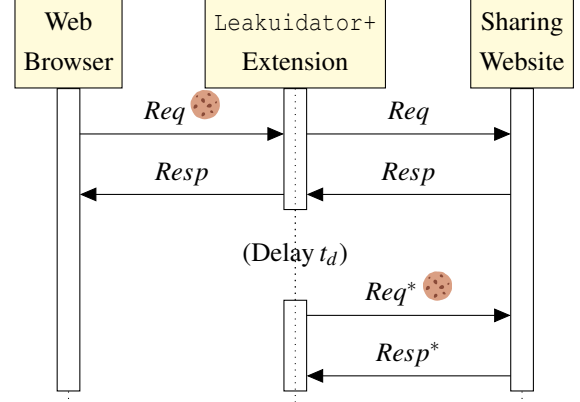 Web
Browser
Leakuidator+
Extension
Sharing
Website
Req
Req
Resp
Resp
(Delay t_d)
Req*
Resp*